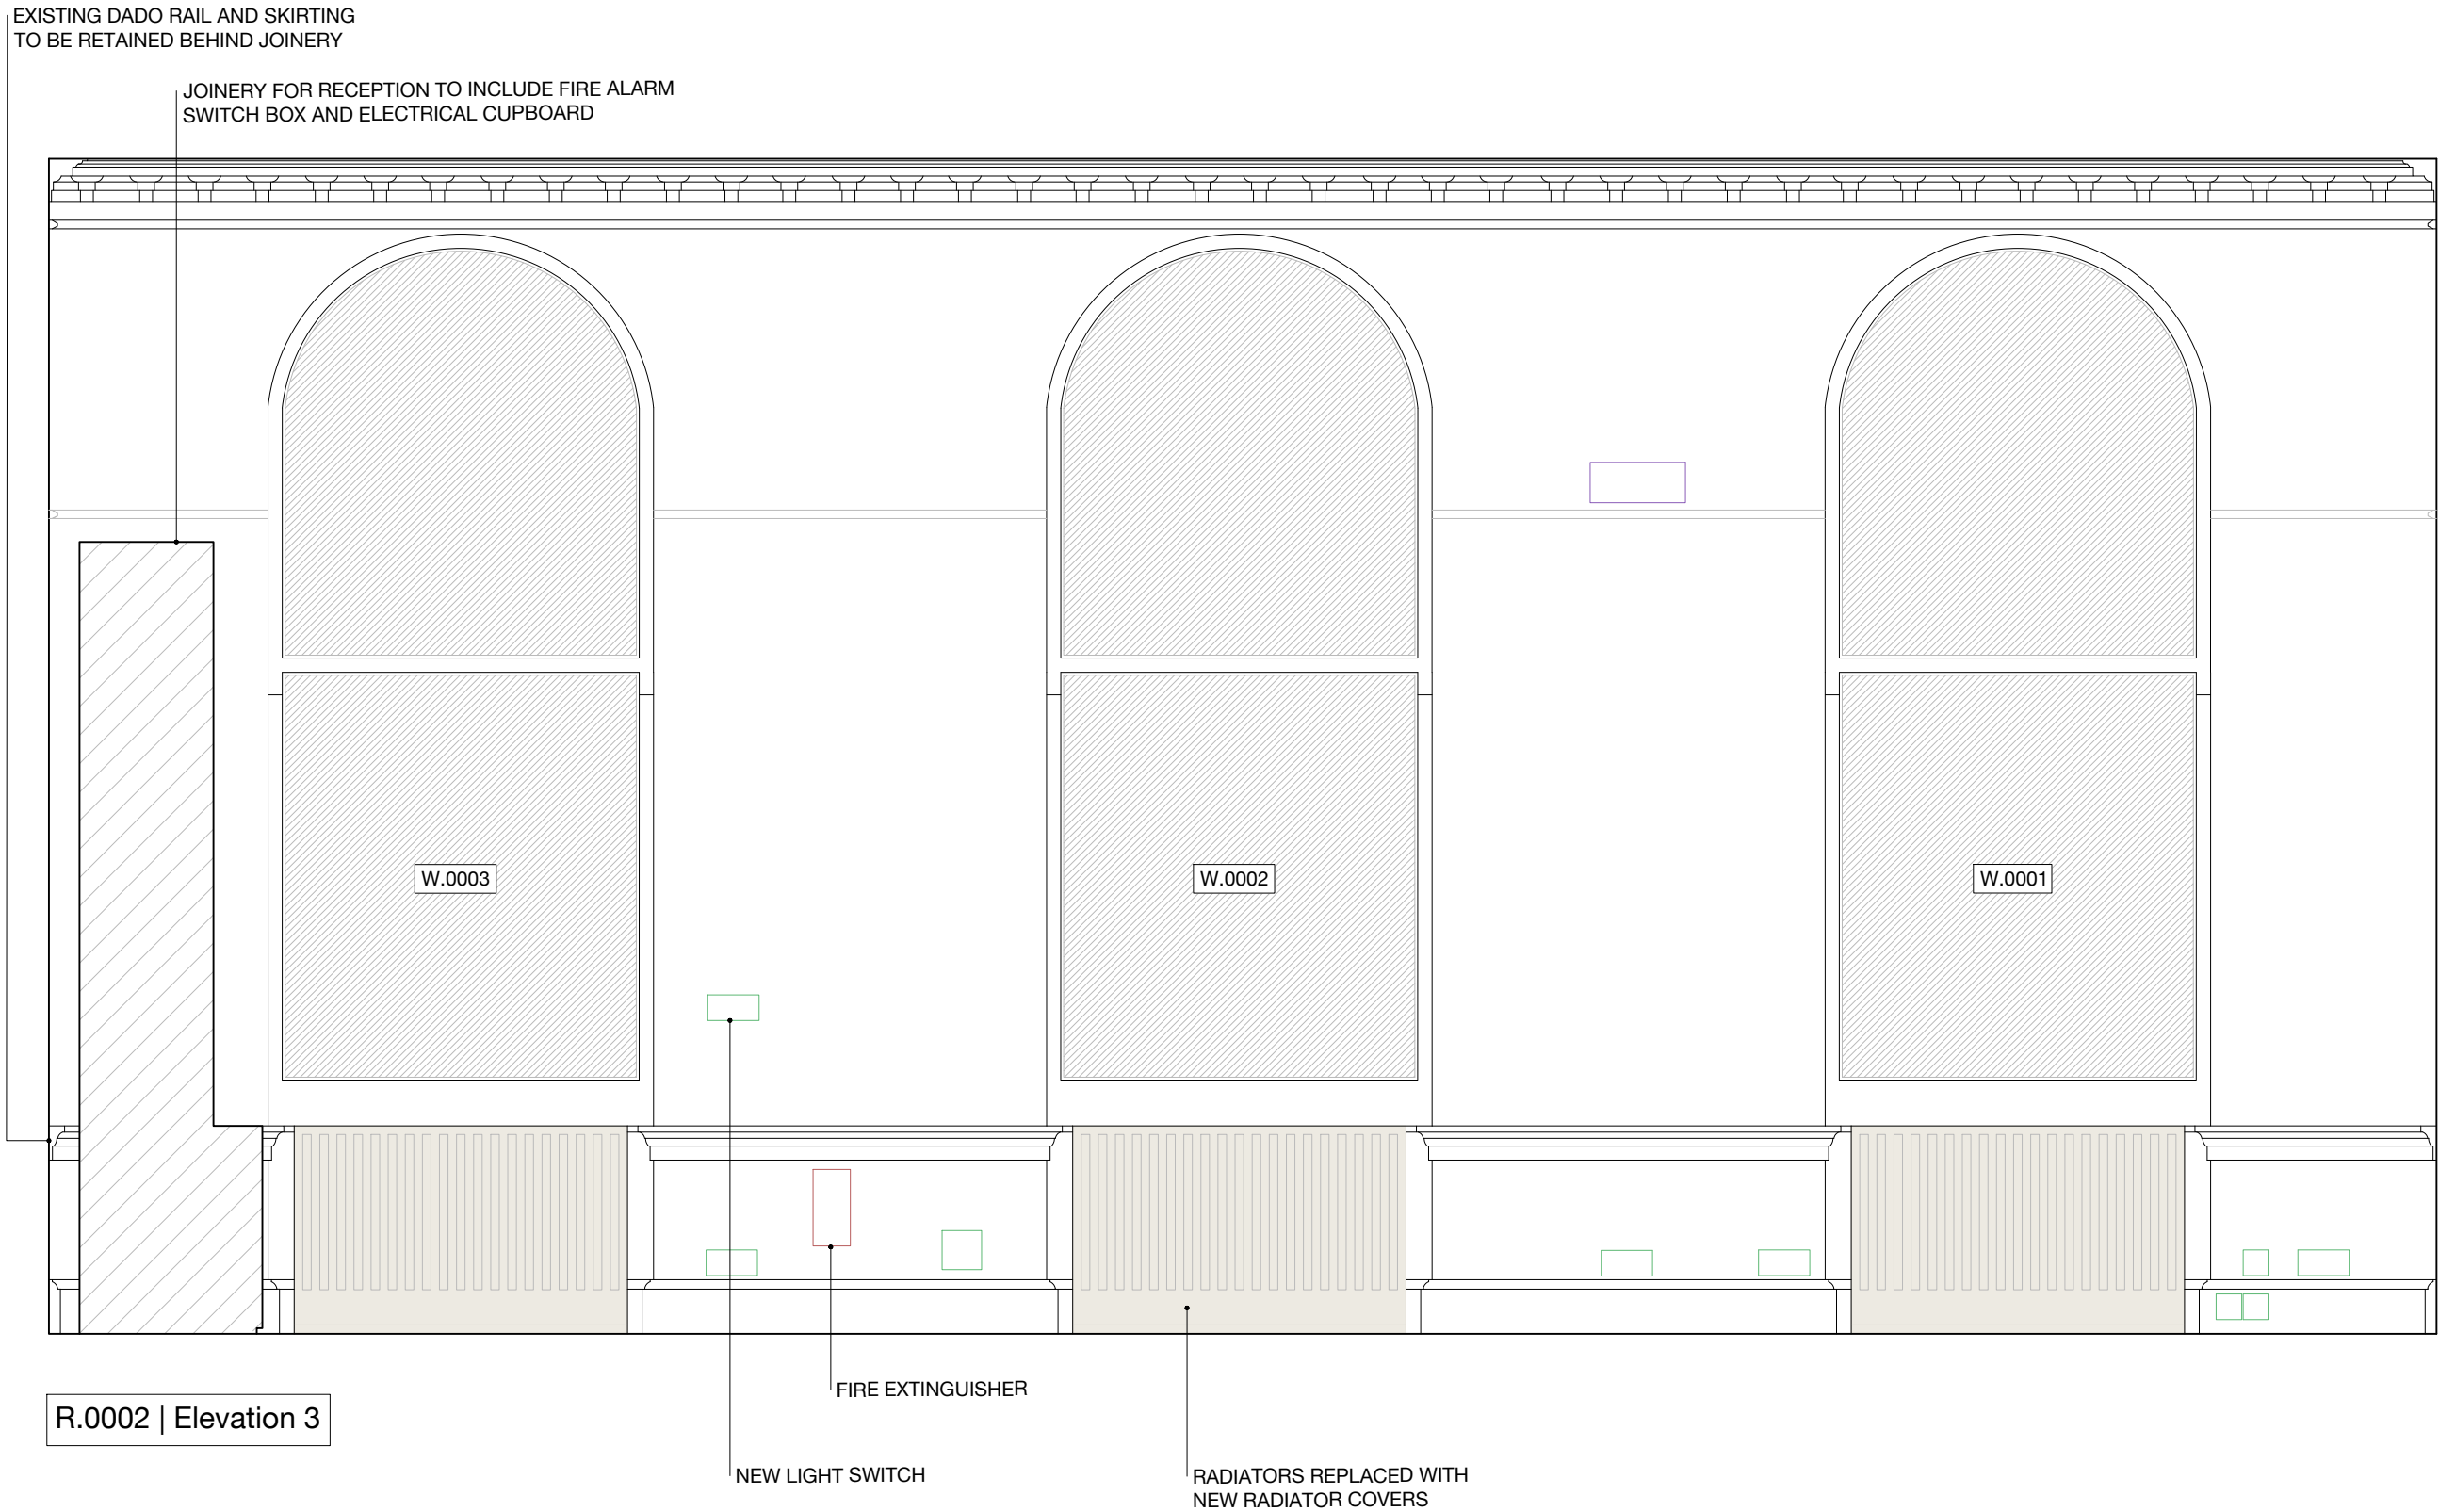 EXISTING DADO RAIL AND SKIRTING
TO BE RETAINED BEHIND JOINERY
JOINERY FOR RECEPTION TO INCLUDE FIRE ALARM
SWITCH BOX AND ELECTRICAL CUPBOARD
W.0003
W.0002
W.0001
FIRE EXTINGUISHER
R.0002 | Elevation 3
NEW LIGHT SWITCH
RADIATORS REPLACED WITH
NEW RADIATOR COVERS